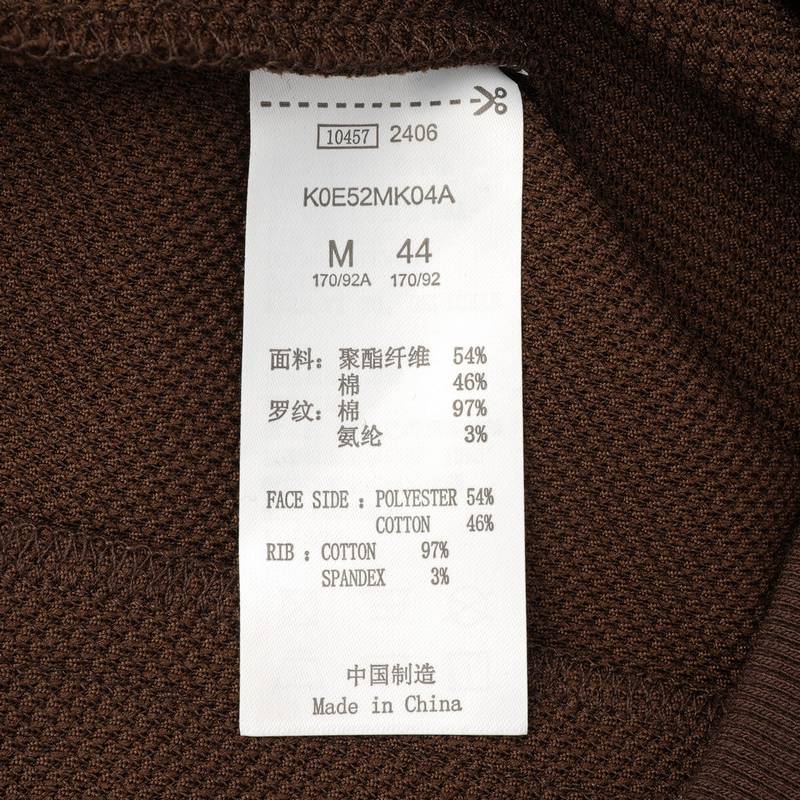 10457 2406
K0E52MK04A
M 44
170/92A 170/92
面料: 聚酯纤维 54%
棉 46%
罗纹: 棉 97%
氨纶 3%
FACE SIDE : POLYESTER 54%
COTTON 46%
RIB : COTTON 97%
SPANDEX 3%
中国制造
Made in China